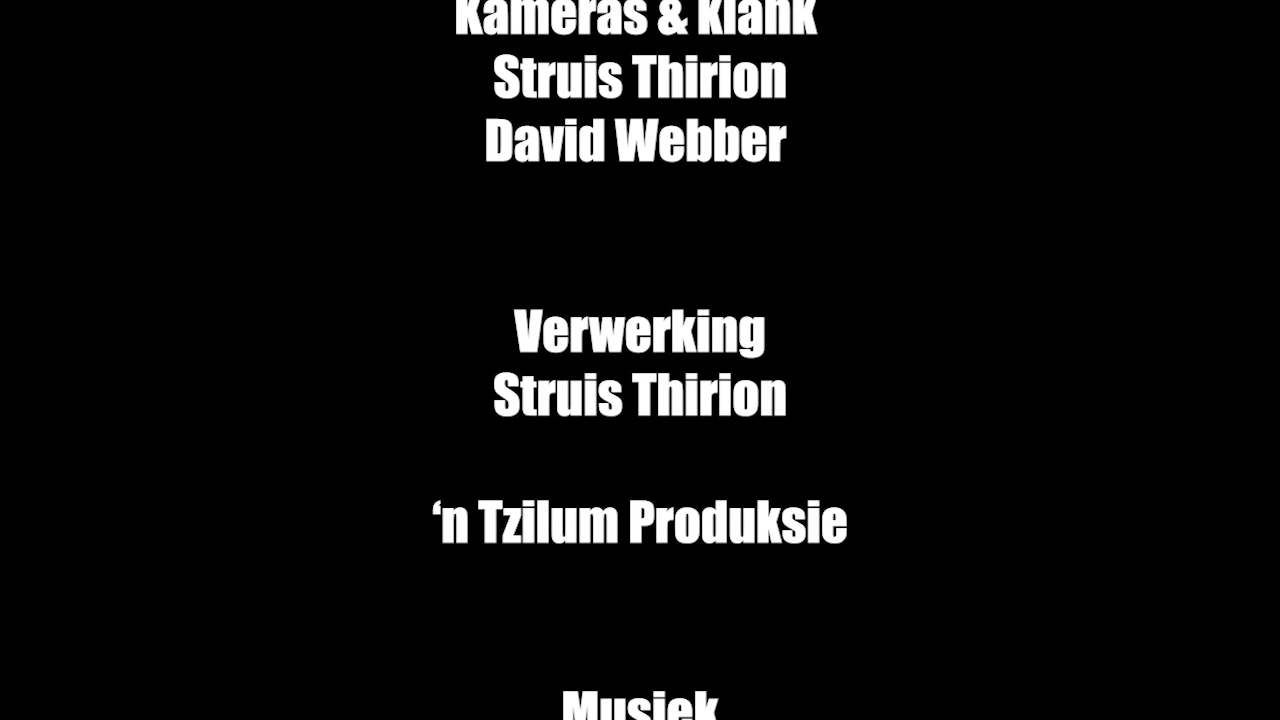 Kameras & Klank
Struis Thirion
David Webber
Verwerking
Struis Thirion
‘n Tzilum Produksie
Musiek